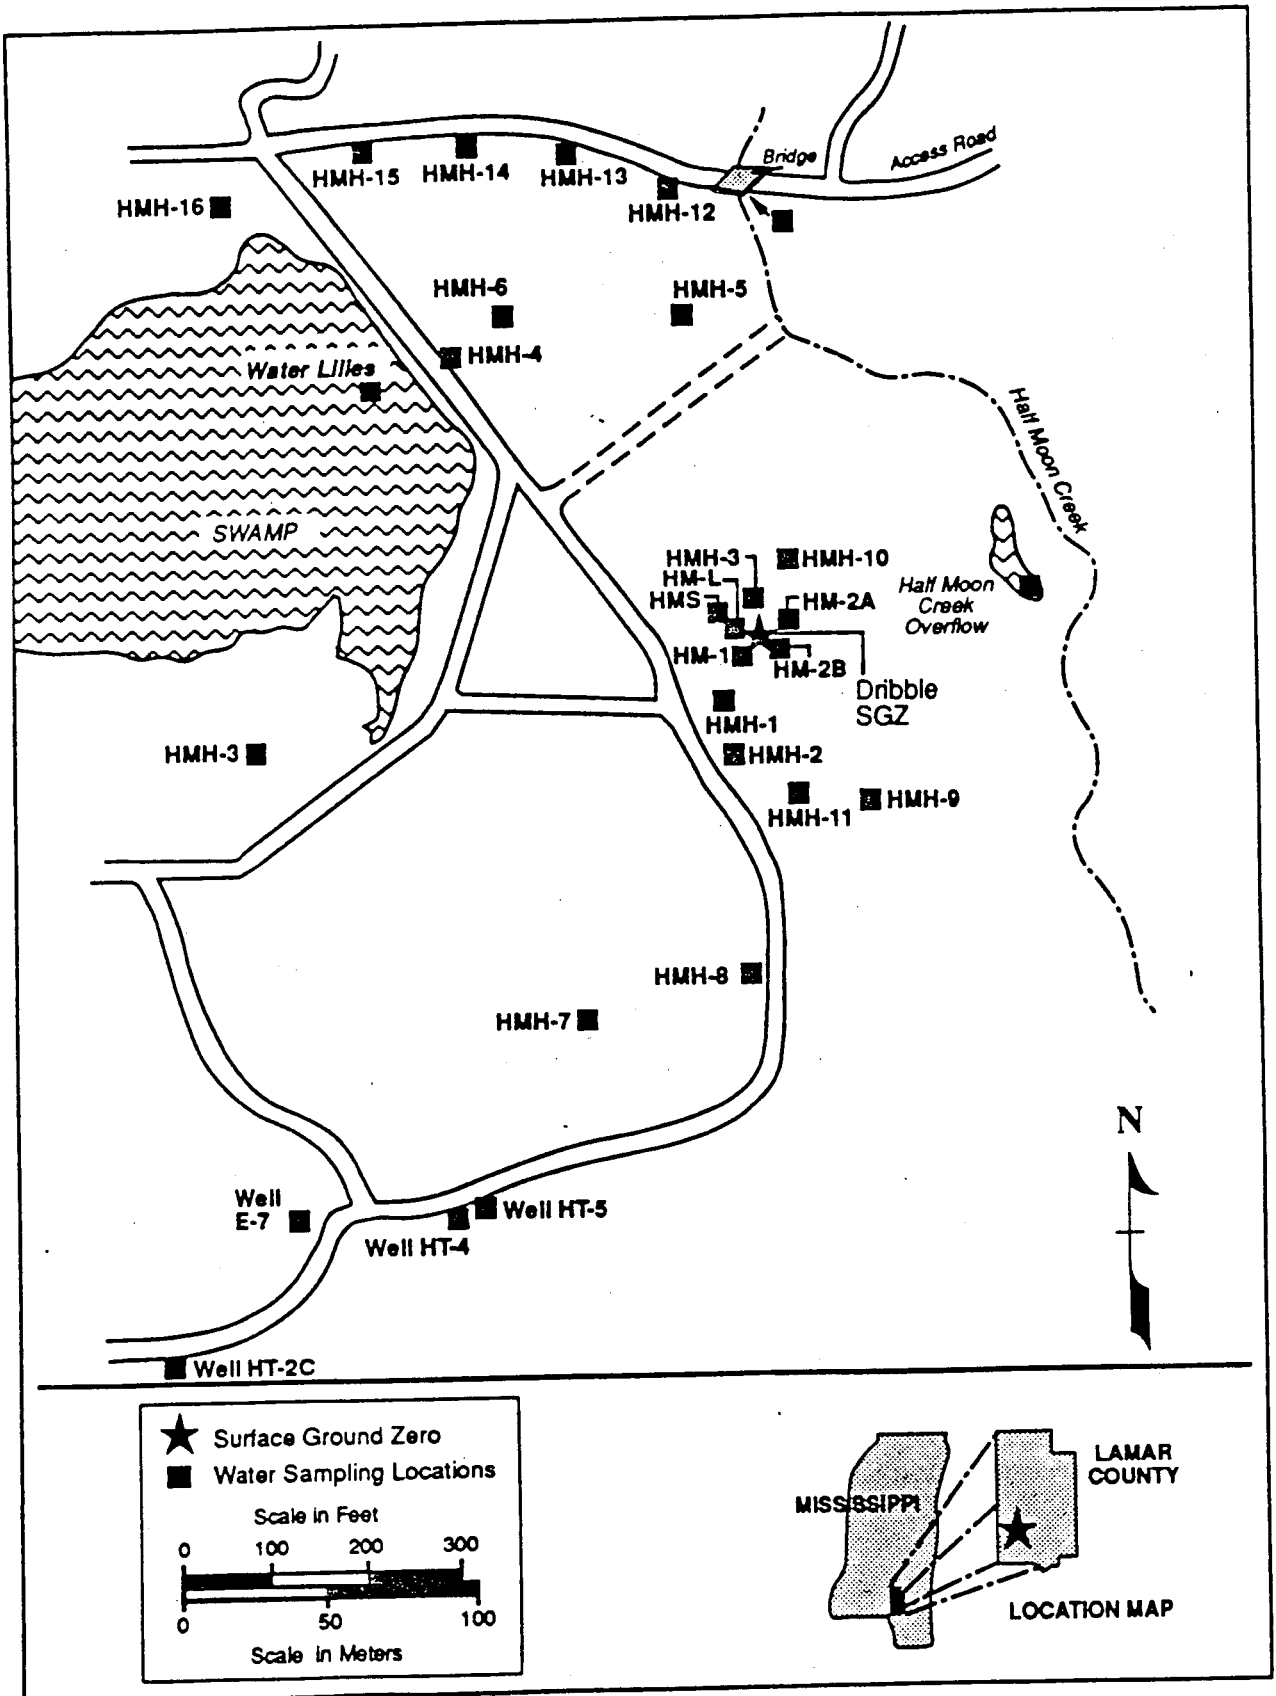 Bridge
Access Road
HMH-15
HMH-14
HMH-13
HMH-12
HMH-16
HMH-6
HMH-5
HMH-4
Water Lilies
Half Moon Creek
SWAMP
HMH-3
HMH-10
HM-L
HMS
HM-2A
Half Moon
Creek
Overflow
HM-1
HM-2B
Dribble
SGZ
HMH-1
HMH-3
HMH-2
HMH-11
HMH-9
HMH-8
HMH-7
N
Well
E-7
Well HT-5
Well HT-4
Well HT-2C
Surface Ground Zero
Water Sampling Locations
Scale in Feet
0 100 200 300
0 50 100
Scale in Meters
MISSISSIPPI
LAMAR
COUNTY
LOCATION MAP